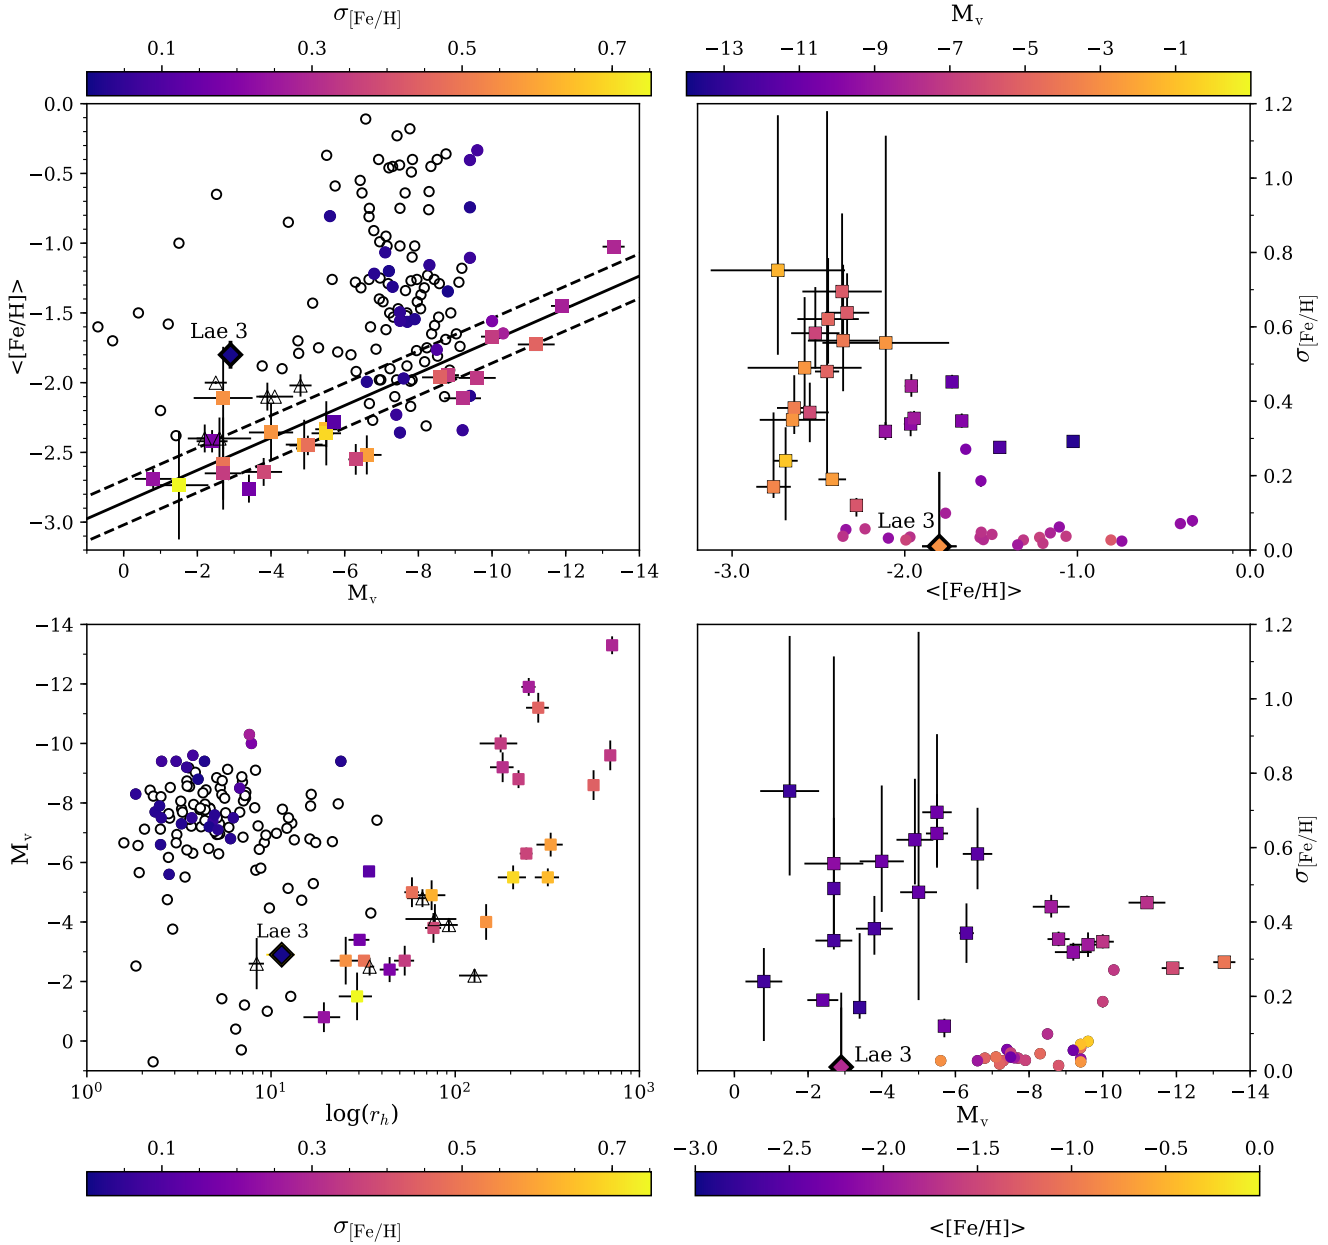 σ[Fe/H]
0.1 0.3 0.5 0.7
M_v
−13 −11 −9 −7 −5 −3 −1
0.0
−0.5
−1.0
−1.5
−2.0
−2.5
−3.0
<[Fe/H]>
Lae 3
0 −2 −4 −6 −8 −10 −12 −14
M_v
1.2
1.0
0.8
0.6
0.4
0.2
0.0
σ[Fe/H]
Lae 3
-3.0 -2.0 -1.0 0.0
<[Fe/H]>
−14
−12
−10
−8
−6
−4
−2
0
M_v
Lae 3
10^0 10^1 10^2 10^3
log(r_h)
1.2
1.0
0.8
0.6
0.4
0.2
0.0
σ[Fe/H]
Lae 3
0 −2 −4 −6 −8 −10 −12 −14
M_v
0.1 0.3 0.5 0.7
σ[Fe/H]
−3.0 −2.5 −2.0 −1.5 −1.0 −0.5 0.0
<[Fe/H]>